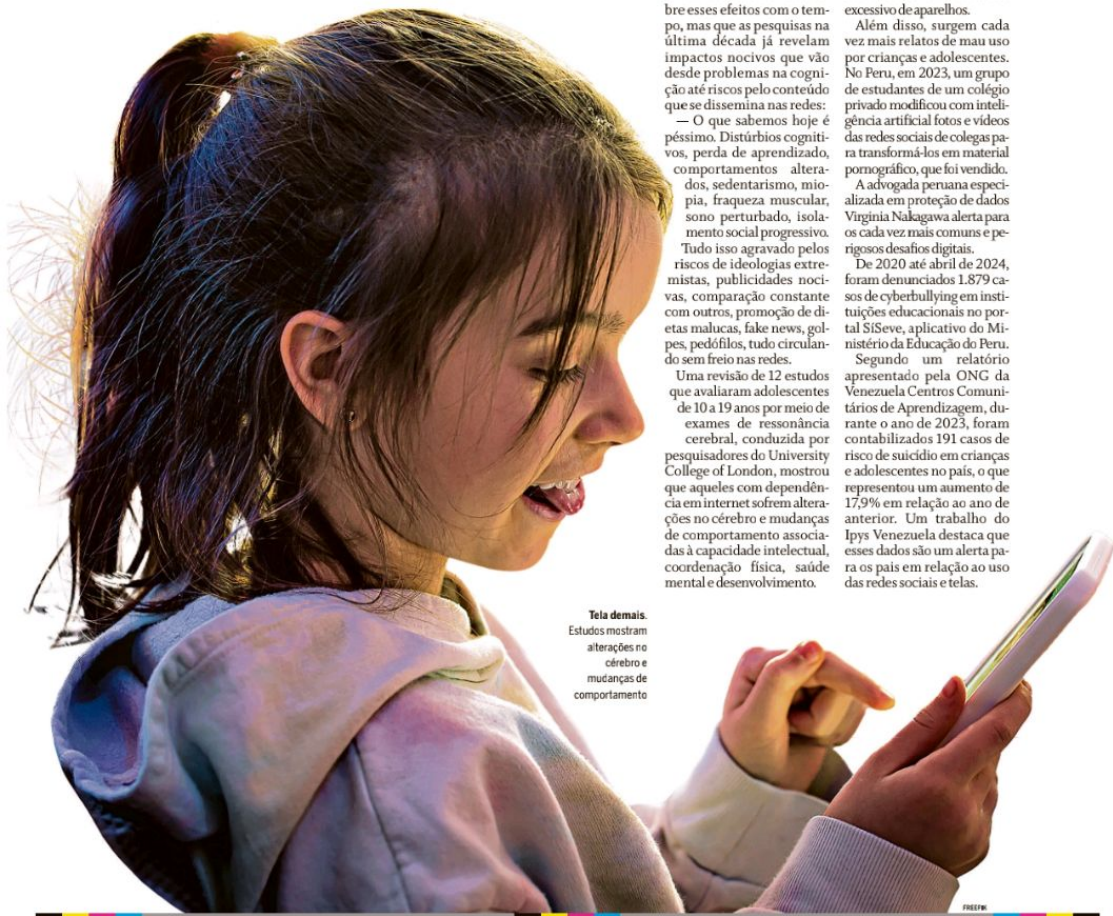 bre esses efeitos com o tem-
po, mas que as pesquisas na
última década já revelam
impactos nocivos que vão
desde problemas na cogni-
ção até riscos pelo conteúdo
que se dissemina nas redes:
— O que sabemos hoje é
péssimo. Distúrbios cogniti-
vos, perda de aprendizado,
comportamentos altera-
dos, sedentarismo, mio-
pia, fraqueza muscular,
sono perturbado, isola-
mento social progressivo.
Tudo isso agravado pelos
riscos de ideologias extre-
mistas, publicidades noci-
vas, comparação constante
com outros, promoção de di-
etas malucas, fake news, gol-
pes, pedófilos, tudo circulan-
do sem freio nas redes.
Uma revisão de 12 estudos
que avaliaram adolescentes
de 10 a 19 anos por meio de
exames de ressonância
cerebral, conduzida por
pesquisadores do University
College of London, mostrou
que aqueles com dependên-
cia em internet sofrem altera-
ções no cérebro e mudanças
de comportamento associa-
das à capacidade intelectual,
coordenação física, saúde
mental e desenvolvimento.
excessivo de aparelhos.
Além disso, surgem cada
vez mais relatos de mau uso
por crianças e adolescentes.
No Peru, em 2023, um grupo
de estudantes de um colégio
privado modificou com inteli-
gência artificial fotos e vídeos
das redes sociais de colegas pa-
ra transformá-los em material
pornográfico, que foi vendido.
A advogada peruana especi-
alizada em proteção de dados
Virginia Nakagawa alerta para
os cada vez mais comuns e pe-
rigosos desafios digitais.
De 2020 até abril de 2024,
foram denunciados 1.879 ca-
sos de cyberbullying em insti-
tuições educacionais no por-
tal SíSeve, aplicativo do Mi-
nistério da Educação do Peru.
Segundo um relatório
apresentado pela ONG da
Venezuela Centros Comuni-
tários de Aprendizagem, du-
rante o ano de 2023, foram
contabilizados 191 casos de
risco de suicídio em crianças
e adolescentes no país, o que
representou um aumento de
17,9% em relação ao ano de
anterior. Um trabalho do
Ipys Venezuela destaca que
esses dados são um alerta pa-
ra os pais em relação ao uso
das redes sociais e telas.
Tela demais.
Estudos mostram
alterações no
cérebro e
mudanças de
comportamento
FREEPIK